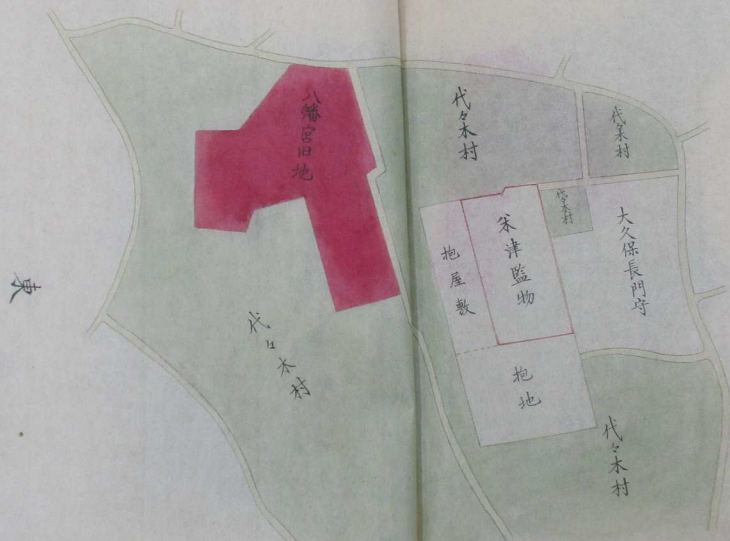 代々木村
代々木村
代々木村
大久保長門守
米津監物
抱屋敷
抱地
代々木村
八幡宮旧地
代々木村
東